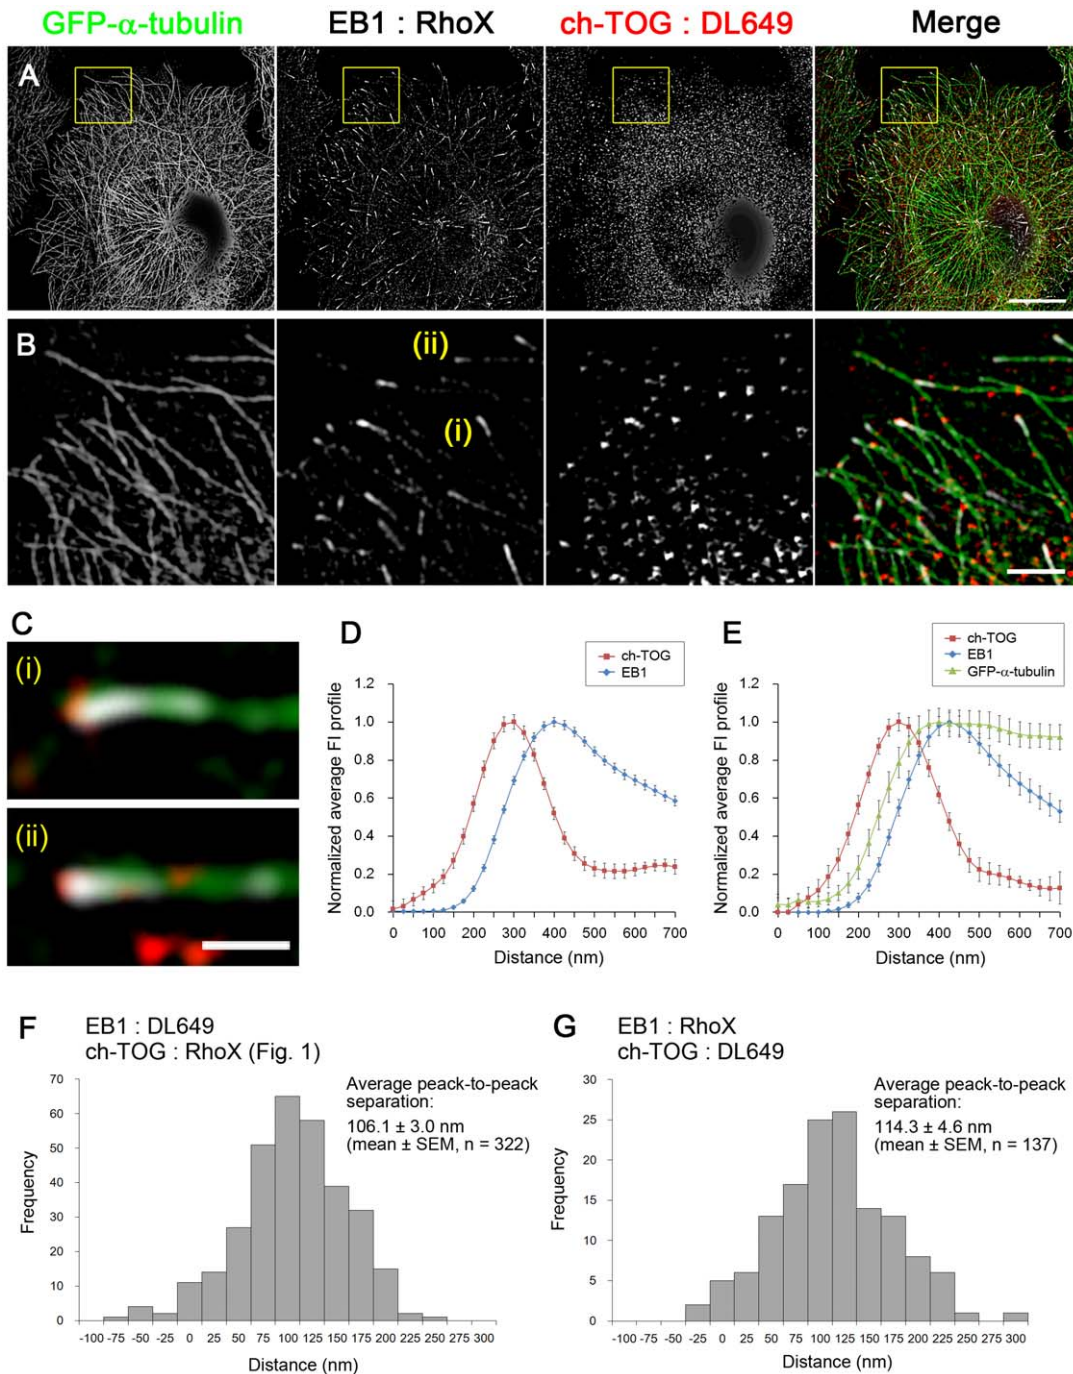 GFP-α-tubulin EB1 : RhoX ch-TOG : DL649 Merge
A
B
(ii)
(i)
C
(i)
(ii)
D
ch-TOG
EB1
Normalized average FI profile
1.2
1.0
0.8
0.6
0.4
0.2
0.0
0 100 200 300 400 500 600 700
Distance (nm)
E
ch-TOG
EB1
GFP-α-tubulin
Normalized average FI profile
1.2
1.0
0.8
0.6
0.4
0.2
0.0
0 100 200 300 400 500 600 700
Distance (nm)
F
EB1 : DL649
ch-TOG : RhoX (Fig. 1)
Average peack-to-peack
separation:
106.1 ± 3.0 nm
(mean ± SEM, n = 322)
Frequency
70
60
50
40
30
20
10
0
-100 -75 -50 -25 0 25 50 75 100 125 150 175 200 225 250 275 300
Distance (nm)
G
EB1 : RhoX
ch-TOG : DL649
Average peack-to-peack
separation:
114.3 ± 4.6 nm
(mean ± SEM, n = 137)
Frequency
30
25
20
15
10
5
0
-100 -75 -50 -25 0 25 50 75 100 125 150 175 200 225 250 275 300
Distance (nm)